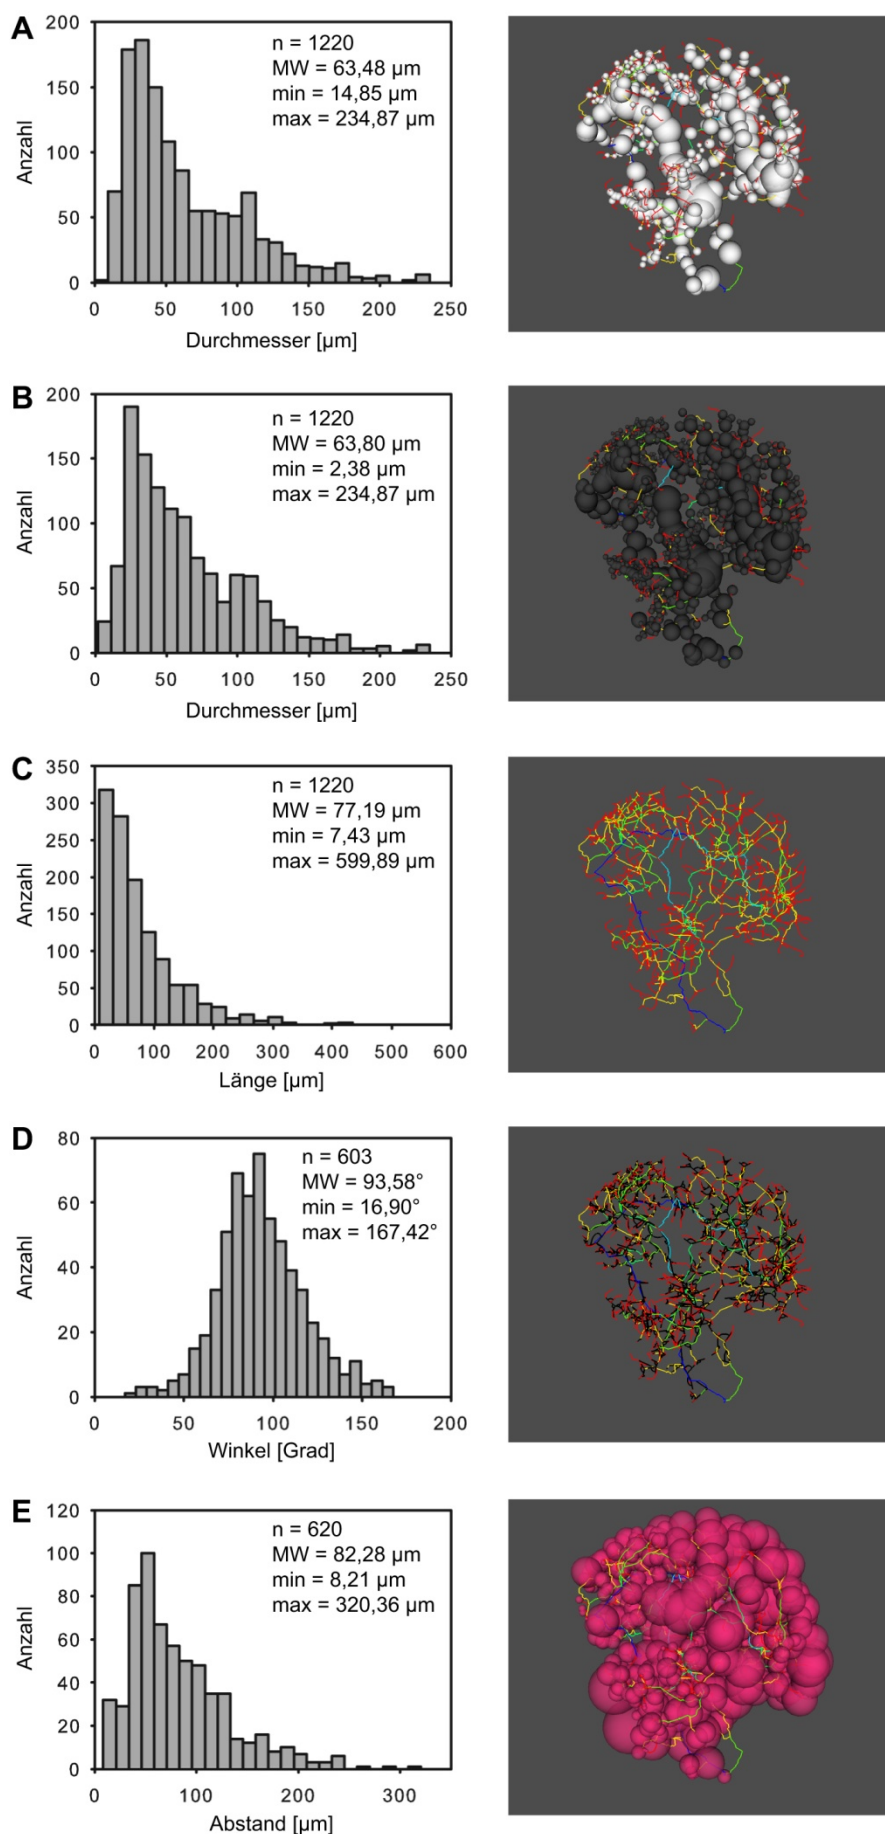 A
200
150
100
50
0
Anzahl
n = 1220
MW = 63,48 µm
min = 14,85 µm
max = 234,87 µm
0 50 100 150 200 250
Durchmesser [µm]
B
200
150
100
50
0
Anzahl
n = 1220
MW = 63,80 µm
min = 2,38 µm
max = 234,87 µm
0 50 100 150 200 250
Durchmesser [µm]
C
350
300
250
200
150
100
50
0
Anzahl
n = 1220
MW = 77,19 µm
min = 7,43 µm
max = 599,89 µm
0 100 200 300 400 500 600
Länge [µm]
D
80
60
40
20
0
Anzahl
n = 603
MW = 93,58°
min = 16,90°
max = 167,42°
0 50 100 150 200
Winkel [Grad]
E
120
100
80
60
40
20
0
Anzahl
n = 620
MW = 82,28 µm
min = 8,21 µm
max = 320,36 µm
0 100 200 300
Abstand [µm]